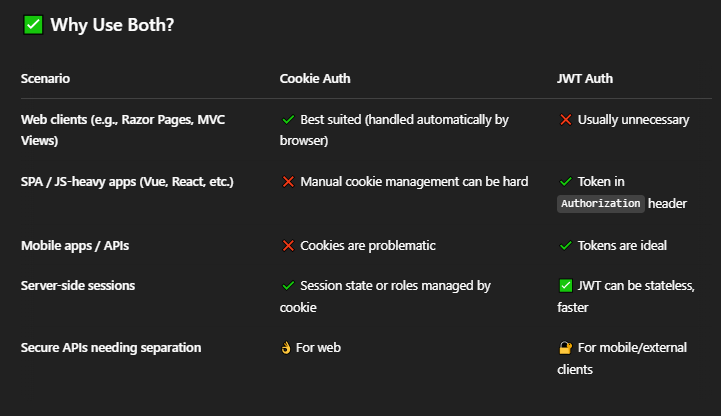 ✅ Why Use Both?
Scenario Cookie Auth JWT Auth
Web clients (e.g., Razor Pages, MVC Views) ✓ Best suited (handled automatically by browser) ❌ Usually unnecessary
SPA / JS-heavy apps (Vue, React, etc.) ❌ Manual cookie management can be hard ✓ Token in Authorization header
Mobile apps / APIs ❌ Cookies are problematic ✓ Tokens are ideal
Server-side sessions ✓ Session state or roles managed by cookie ✅ JWT can be stateless, faster
Secure APIs needing separation 👌 For web 🔐 For mobile/external clients